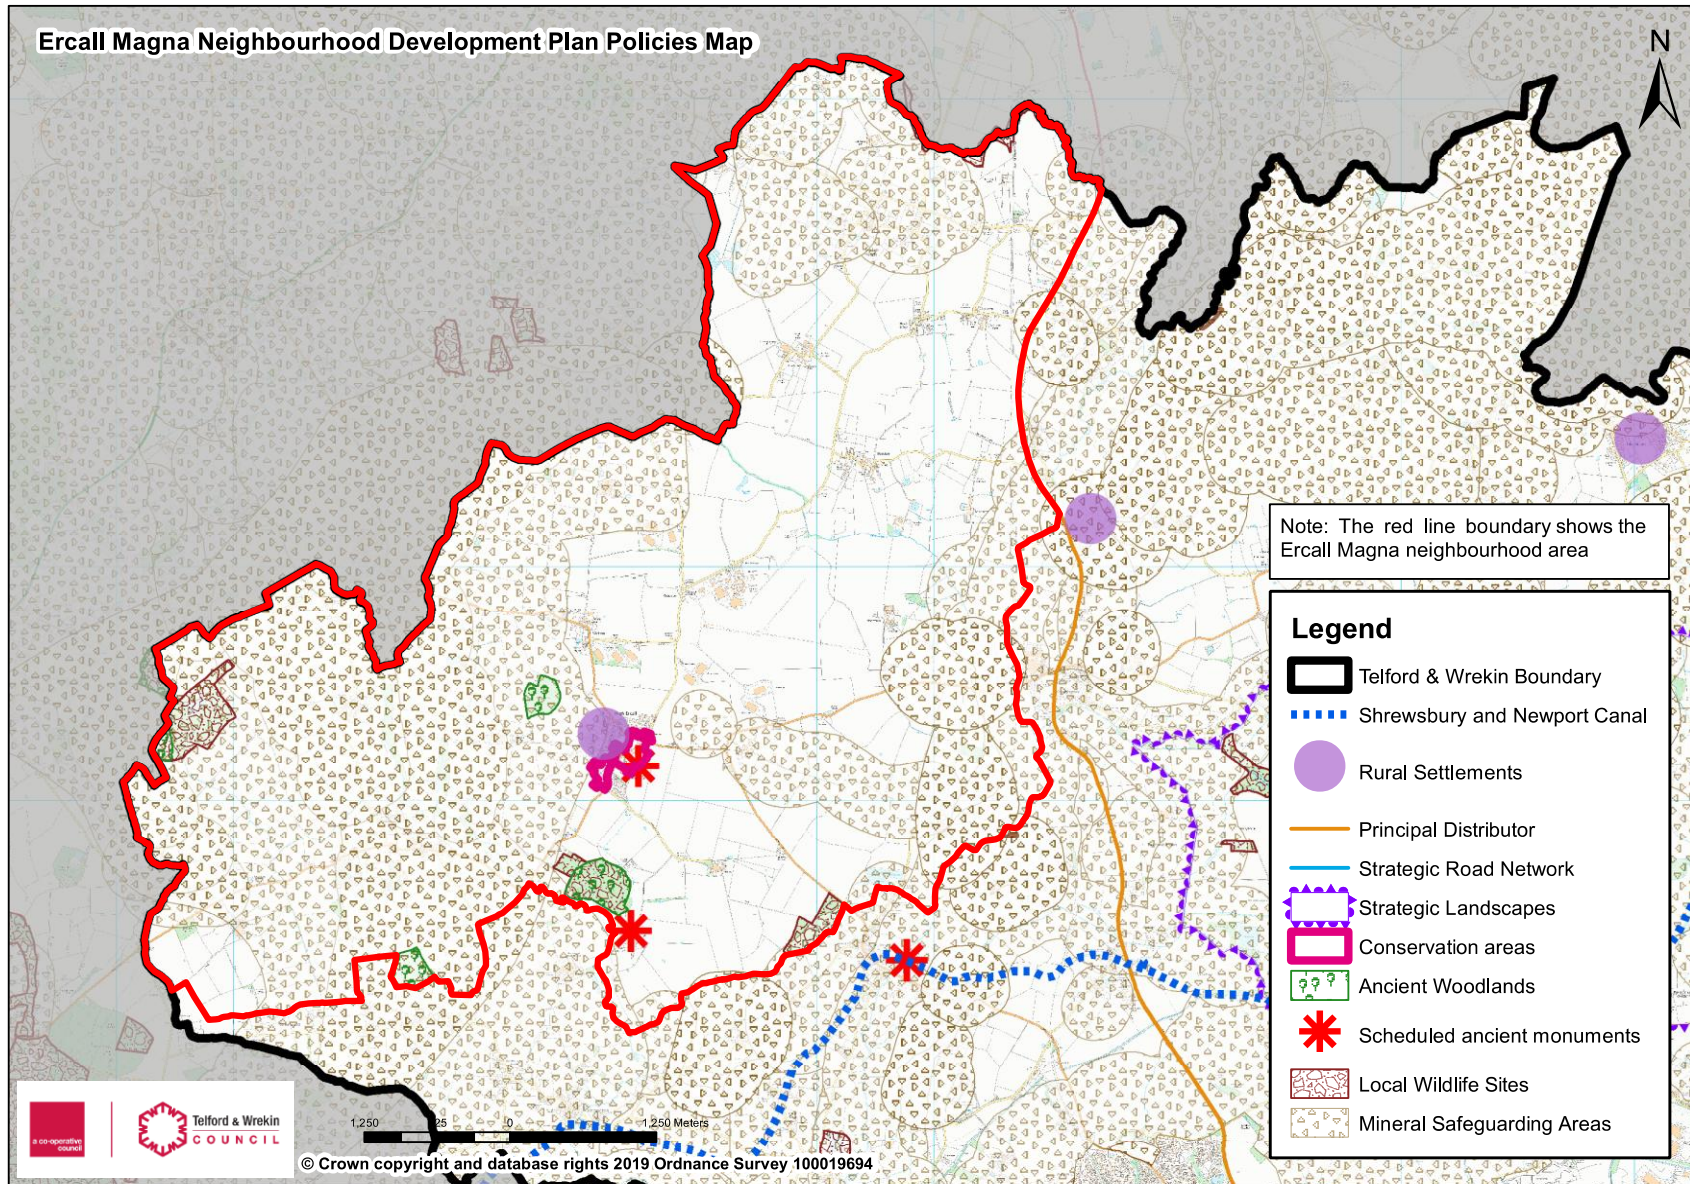 Ercall Magna Neighbourhood Development Plan Policies Map
N
Note: The red line boundary shows the
Ercall Magna neighbourhood area
Legend
Telford & Wrekin Boundary
Shrewsbury and Newport Canal
Rural Settlements
Principal Distributor
Strategic Road Network
Strategic Landscapes
Conservation areas
Ancient Woodlands
Scheduled ancient monuments
Local Wildlife Sites
Mineral Safeguarding Areas
a co-operative
council
Telford & Wrekin
COUNCIL
1,250 0 1,250 Meters
© Crown copyright and database rights 2019 Ordnance Survey 100019694